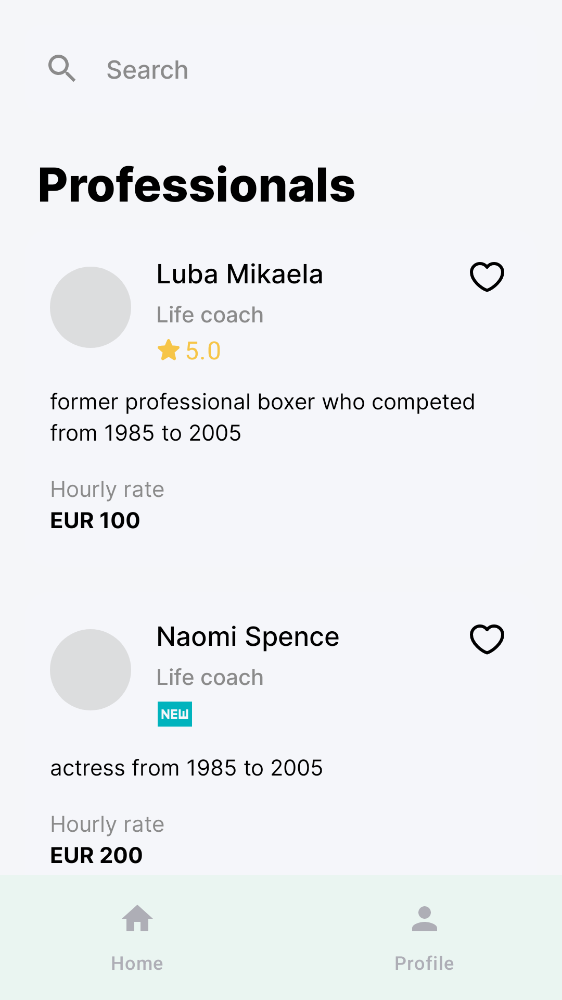 Search
Professionals
Luba Mikaela
Life coach
5.0
former professional boxer who competed
from 1985 to 2005
Hourly rate
EUR 100
Naomi Spence
Life coach
NEW
actress from 1985 to 2005
Hourly rate
EUR 200
Home
Profile